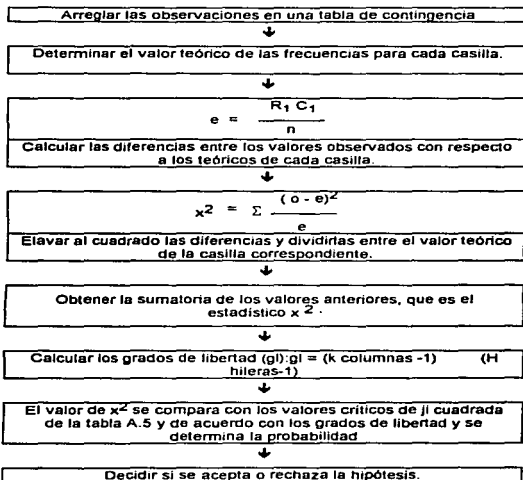 Arreglar las observaciones en una tabla de contingencia
↓
Determinar el valor teórico de las frecuencias para cada casilla.
↓
e = R₁ C₁ / n
Calcular las diferencias entre los valores observados con respecto
a los teóricos de cada casilla.
↓
x² = Σ (o - e)² / e
Elavar al cuadrado las diferencias y dividirlas entre el valor teórico
de la casilla correspondiente.
↓
Obtener la sumatoria de los valores anteriores, que es el
estadístico x ² .
↓
Calcular los grados de libertad (gl):gl = (k columnas -1) (H
hileras-1)
↓
El valor de x² se compara con los valores críticos de ji cuadrada
de la tabla A.5 y de acuerdo con los grados de libertad y se
determina la probabilidad
↓
Decidir si se acepta o rechaza la hipótesis.